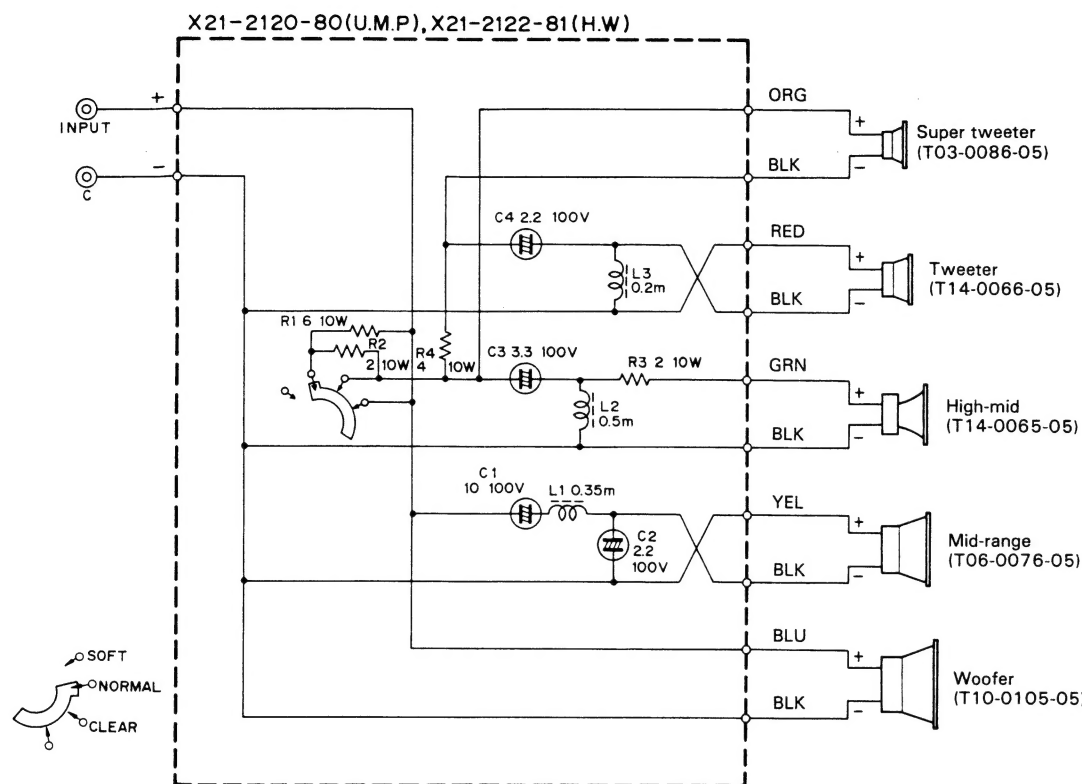 X21-2120-80(U.M.P), X21-2122-81(H.W)
+
INPUT
−
C
ORG
+
−
BLK
Super tweeter
(T03-0086-05)
C4 2.2 100V
L3
0.2m
RED
+
−
BLK
Tweeter
(T14-0066-05)
R1 6 10W
R2
2 10W
R4
4
10W
C3 3.3 100V
R3 2 10W
L2
0.5m
GRN
+
−
BLK
High-mid
(T14-0065-05)
C1
10 100V
L1 0.35m
C2
2.2
100V
YEL
+
−
BLK
Mid-range
(T06-0076-05)
BLU
+
−
BLK
Woofer
(T10-0105-05)
SOFT
NORMAL
CLEAR